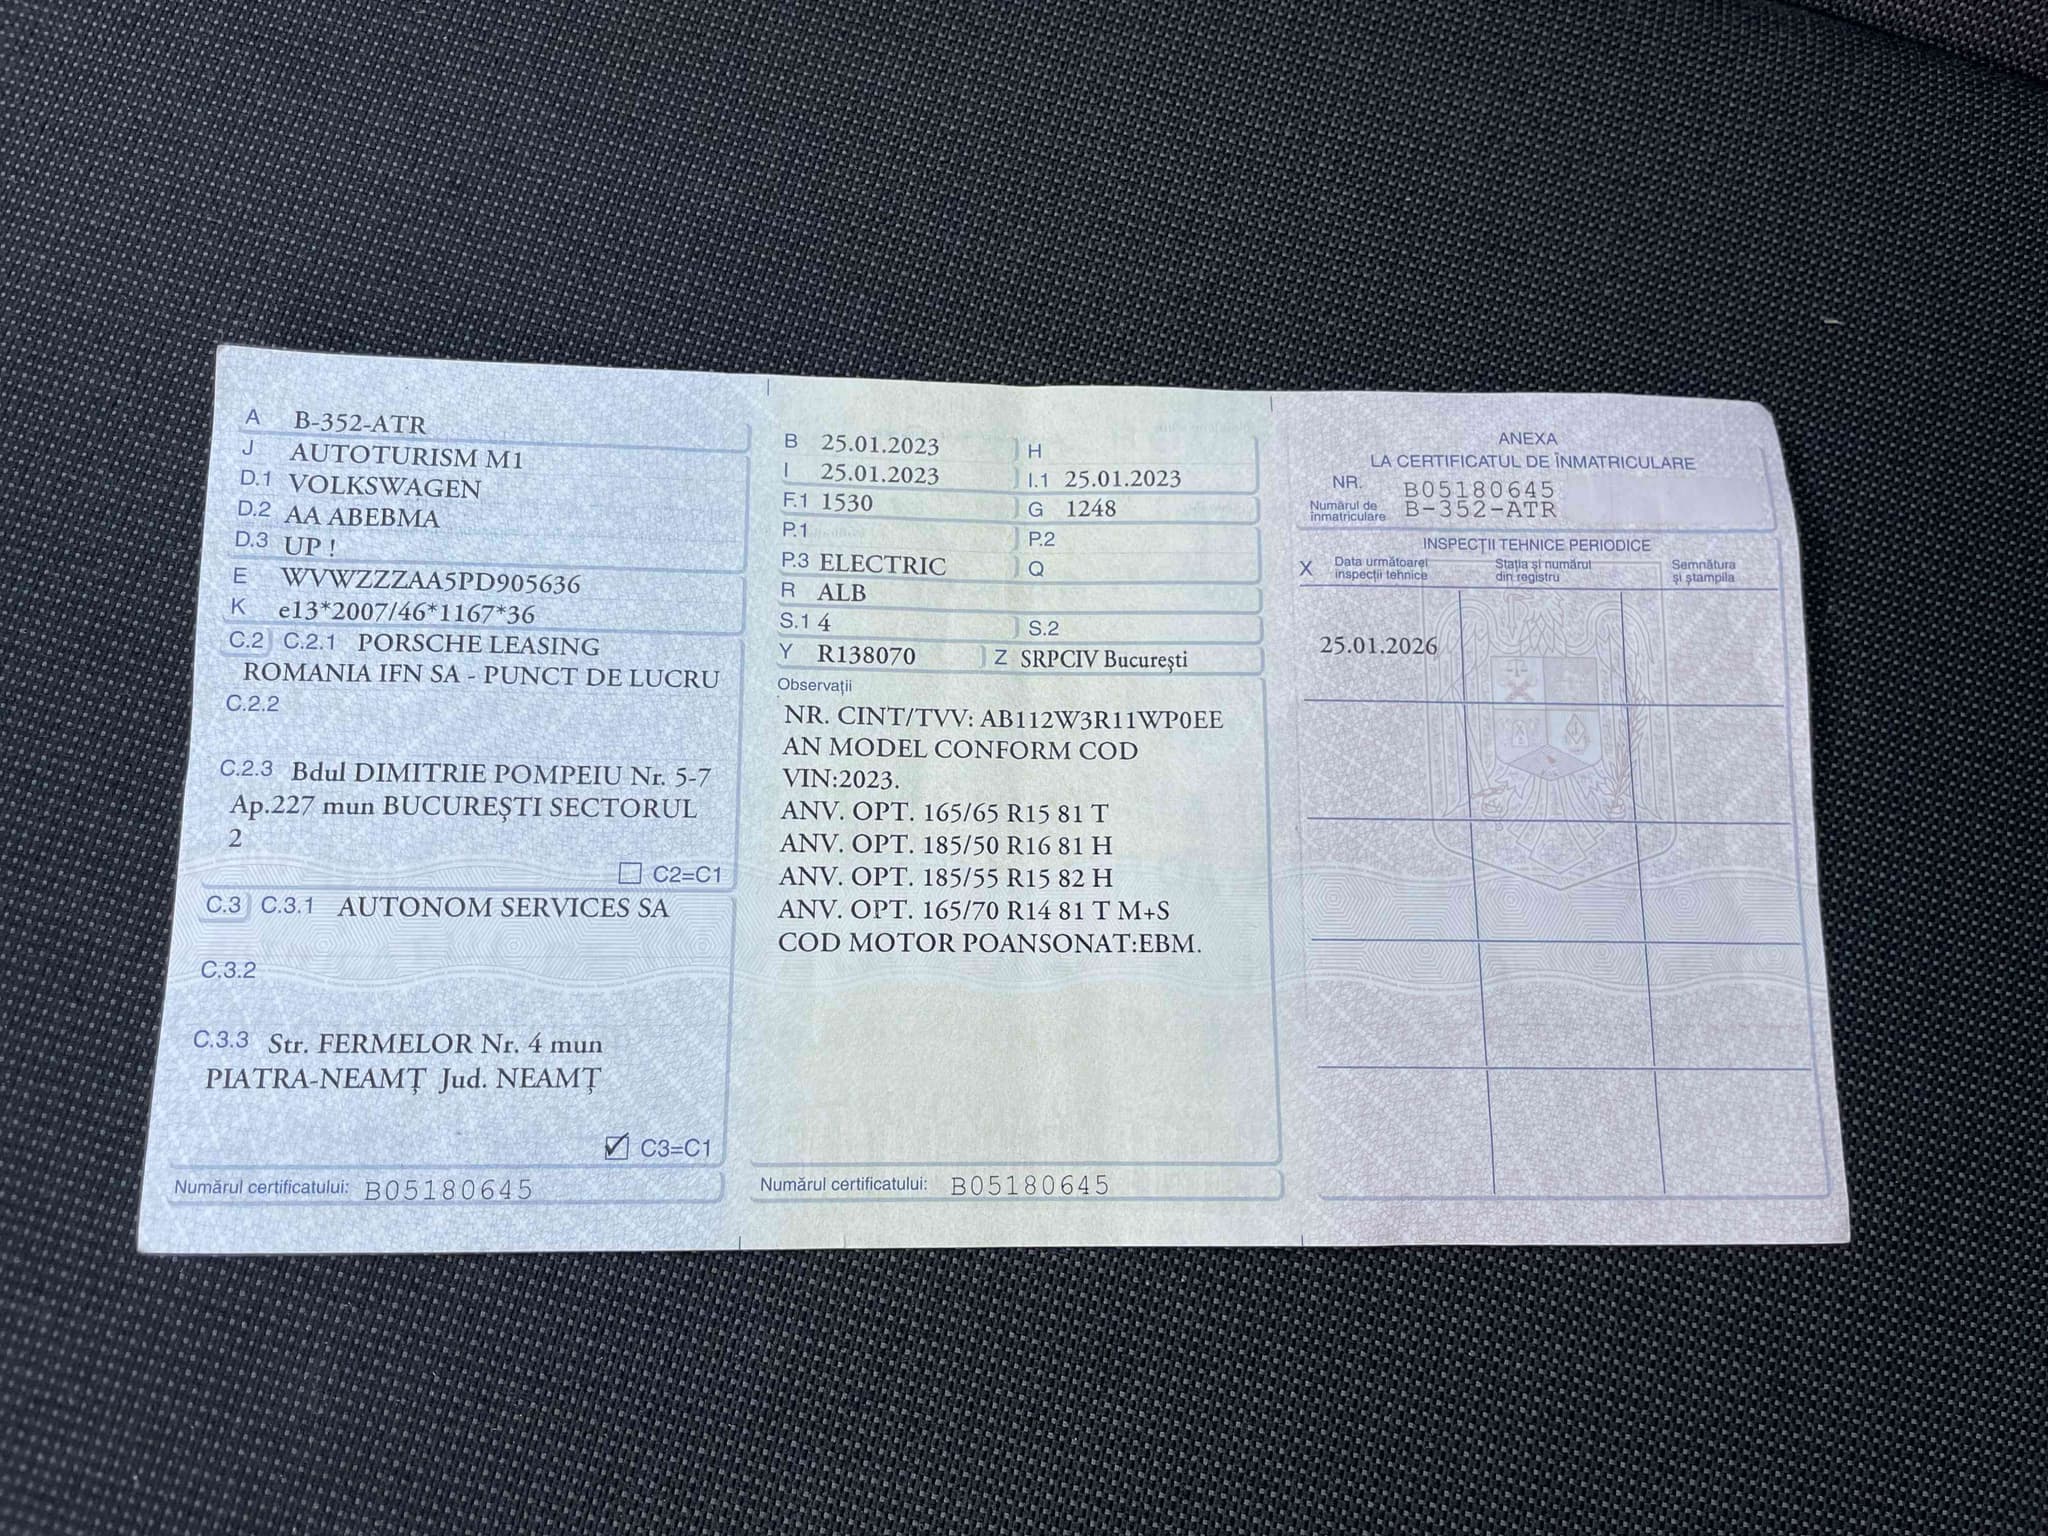 A B-352-ATR
J AUTOTURISM M1
D.1 VOLKSWAGEN
D.2 AA ABEBMA
D.3 UP !
E WVWZZZAA5PD905636
K e13*2007/46*1167*36
C.2 C.2.1 PORSCHE LEASING
ROMANIA IFN SA - PUNCT DE LUCRU
C.2.2
C.2.3 Bdul DIMITRIE POMPEIU Nr. 5-7
Ap.227 mun BUCUREŞTI SECTORUL
2
C2=C1
C.3 C.3.1 AUTONOM SERVICES SA
C.3.2
C.3.3 Str. FERMELOR Nr. 4 mun
PIATRA-NEAMŢ Jud. NEAMŢ
C3=C1
Numărul certificatului: B05180645
B 25.01.2023 H
I 25.01.2023 I.1 25.01.2023
F.1 1530 G 1248
P.1 P.2
P.3 ELECTRIC Q
R ALB
S.1 4 S.2
Y R138070 Z SRPCIV Bucureşti
Observaţii
NR. CINT/TVV: AB112W3R11WP0EE
AN MODEL CONFORM COD
VIN:2023.
ANV. OPT. 165/65 R15 81 T
ANV. OPT. 185/50 R16 81 H
ANV. OPT. 185/55 R15 82 H
ANV. OPT. 165/70 R14 81 T M+S
COD MOTOR POANSONAT:EBM.
Numărul certificatului: B05180645
ANEXA
LA CERTIFICATUL DE ÎNMATRICULARE
NR. B05180645
Numărul de
înmatriculare B-352-ATR
INSPECŢII TEHNICE PERIODICE
X Data următoarei
inspecţii tehnice
Staţia şi numărul
din registru
Semnătura
şi ştampila
25.01.2026